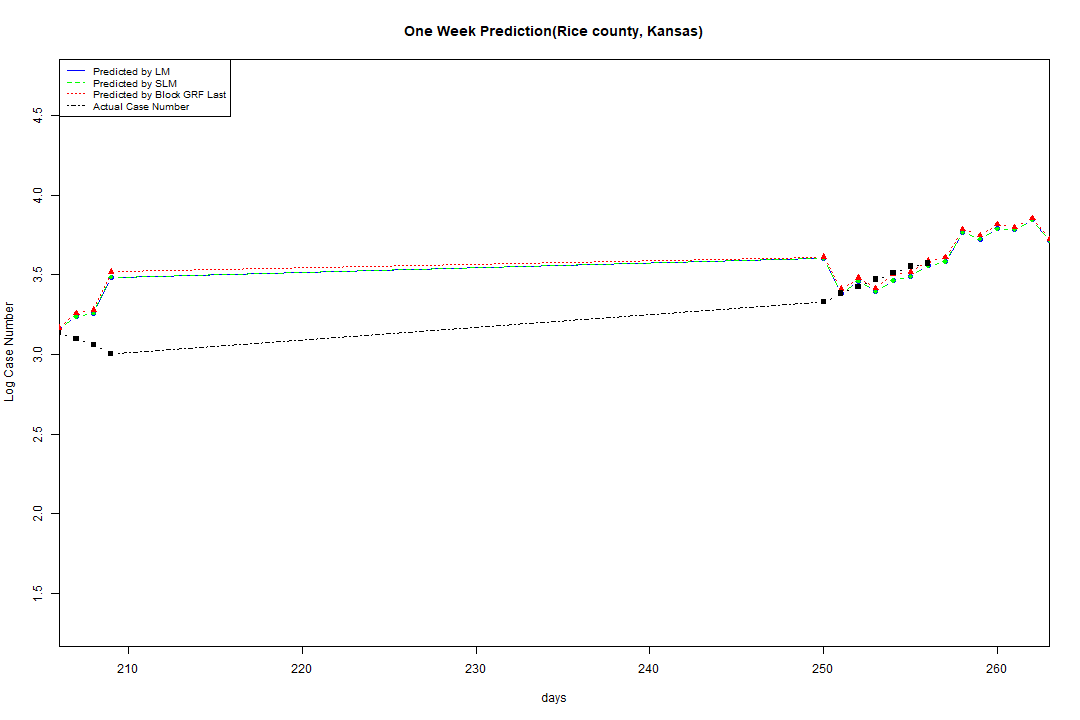 One Week Prediction(Rice county, Kansas)
Predicted by LM
Predicted by SLM
Predicted by Block GRF Last
Actual Case Number
Log Case Number
4.5
4.0
3.5
3.0
2.5
2.0
1.5
210 220 230 240 250 260
days